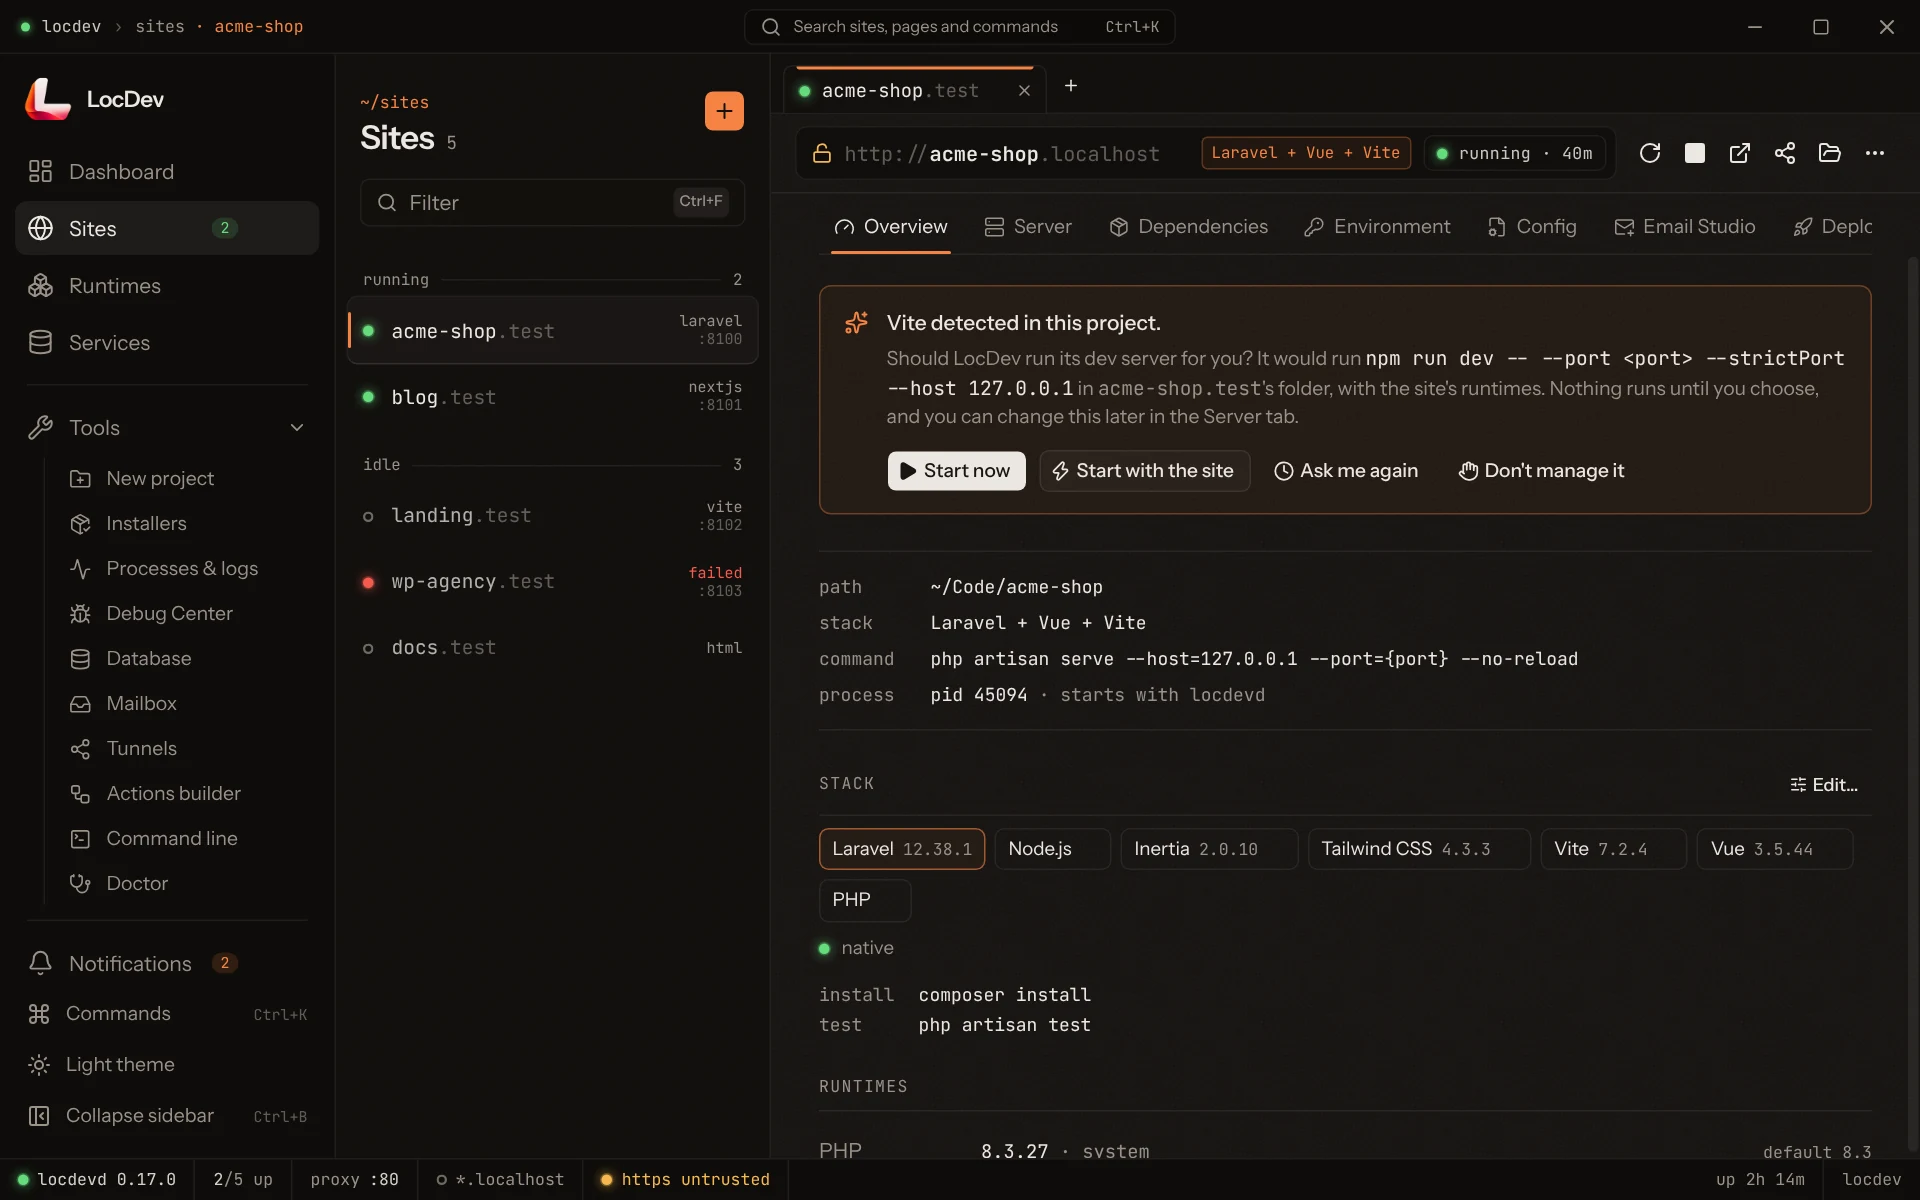 locdev › sites · acme-shop
Search sites, pages and commands Ctrl+K
LocDev
Dashboard
Sites 2
Runtimes
Services
Tools
New project
Installers
Processes & logs
Debug Center
Database
Mailbox
Tunnels
Actions builder
Command line
Doctor
Notifications 2
Commands Ctrl+K
Light theme
Collapse sidebar Ctrl+B
~/sites
Sites 5
Filter Ctrl+F
running 2
acme-shop.test laravel
:8100
blog.test nextjs
:8101
idle 3
landing.test vite
:8102
wp-agency.test failed
:8103
docs.test html
acme-shop.test
http://acme-shop.localhost Laravel + Vue + Vite running · 40m
Overview Server Dependencies Environment Config Email Studio Deplo
Vite detected in this project.
Should LocDev run its dev server for you? It would run npm run dev -- --port <port> --strictPort
--host 127.0.0.1 in acme-shop.test's folder, with the site's runtimes. Nothing runs until you choose,
and you can change this later in the Server tab.
Start now Start with the site Ask me again Don't manage it
path ~/Code/acme-shop
stack Laravel + Vue + Vite
command php artisan serve --host=127.0.0.1 --port={port} --no-reload
process pid 45094 · starts with locdevd
STACK Edit...
Laravel 12.38.1 Node.js Inertia 2.0.10 Tailwind CSS 4.3.3 Vite 7.2.4 Vue 3.5.44
PHP
native
install composer install
test php artisan test
RUNTIMES
PHP 8.3.27 · system default 8.3
locdevd 0.17.0 2/5 up proxy :80 *.localhost https untrusted up 2h 14m locdev